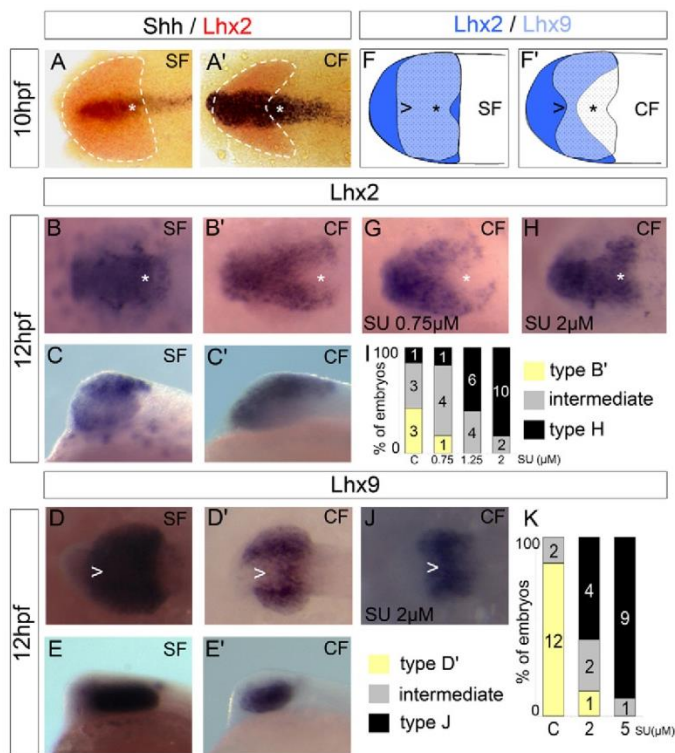 Shh / Lhx2
Lhx2 / Lhx9
10hpf
A SF
*
A' CF
*
F
> * SF
F'
> * CF
Lhx2
12hpf
B SF
*
B' CF
*
G CF
*
SU 0.75µM
H CF
*
SU 2µM
C SF
C' CF
I
% of embryos
100
0
1 1
3 4 6 10
3 1 4 2
C 0.75 1.25 2 SU (µM)
type B'
intermediate
type H
Lhx9
12hpf
D SF
>
D' CF
>
J CF
>
SU 2µM
E SF
E' CF
type D'
intermediate
type J
K
% of embryos
100
0
2 4 9
12 2
1 1
C 2 5 SU(µM)